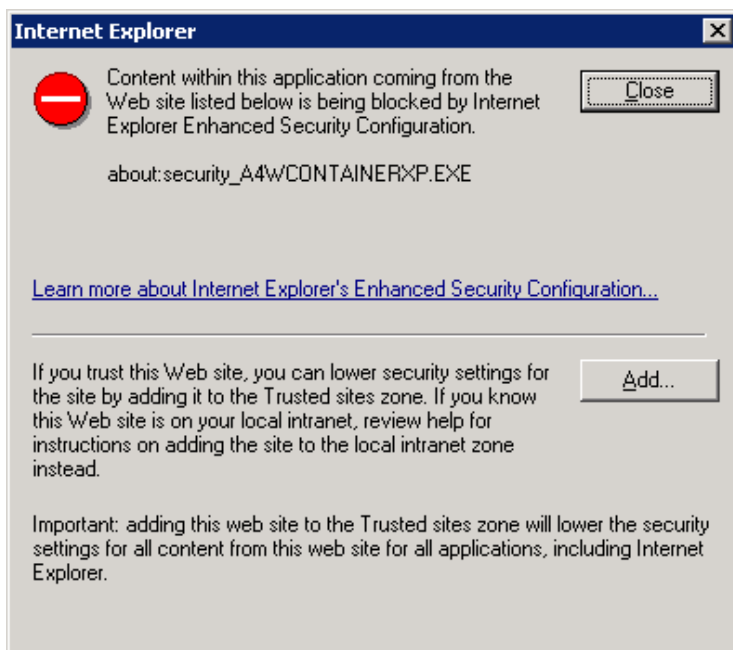 Internet Explorer
Content within this application coming from the
Web site listed below is being blocked by Internet
Explorer Enhanced Security Configuration.
Close
about:security_A4WCONTAINERXP.EXE
Learn more about Internet Explorer's Enhanced Security Configuration...
If you trust this Web site, you can lower security settings for
the site by adding it to the Trusted sites zone. If you know
this Web site is on your local intranet, review help for
instructions on adding the site to the local intranet zone
instead.
Add...
Important: adding this web site to the Trusted sites zone will lower the security
settings for all content from this web site for all applications, including Internet
Explorer.